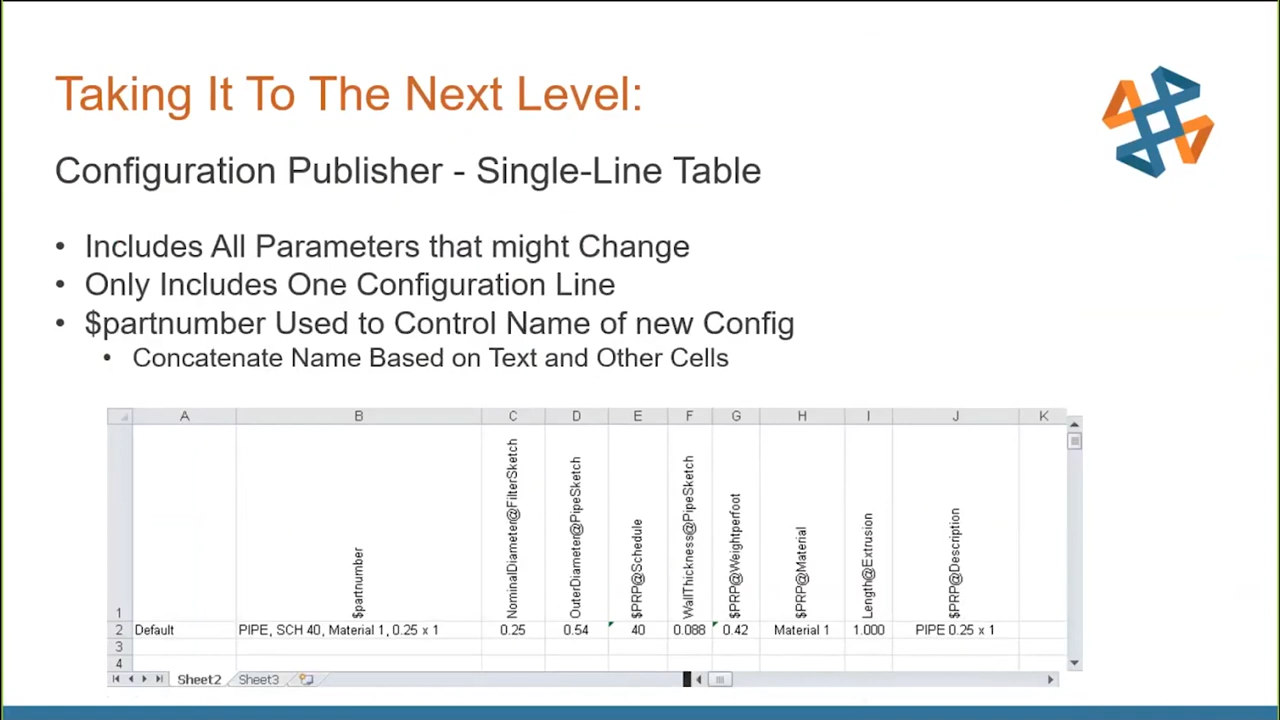 Taking It To The Next Level:
Configuration Publisher - Single-Line Table
• Includes All Parameters that might Change
• Only Includes One Configuration Line
• $partnumber Used to Control Name of new Config
• Concatenate Name Based on Text and Other Cells
A B C D E F G H I J K
1 $partnumber NominalDiameter@FilterSketch OuterDiameter@PipeSketch $PRP@Schedule WallThickness@PipeSketch $PRP@Weightperfoot $PRP@Material Length@Extrusion $PRP@Description
2 Default PIPE, SCH 40, Material 1, 0.25 x 1 0.25 0.54 40 0.088 0.42 Material 1 1.000 PIPE 0.25 x 1
3
4
Sheet2 Sheet3